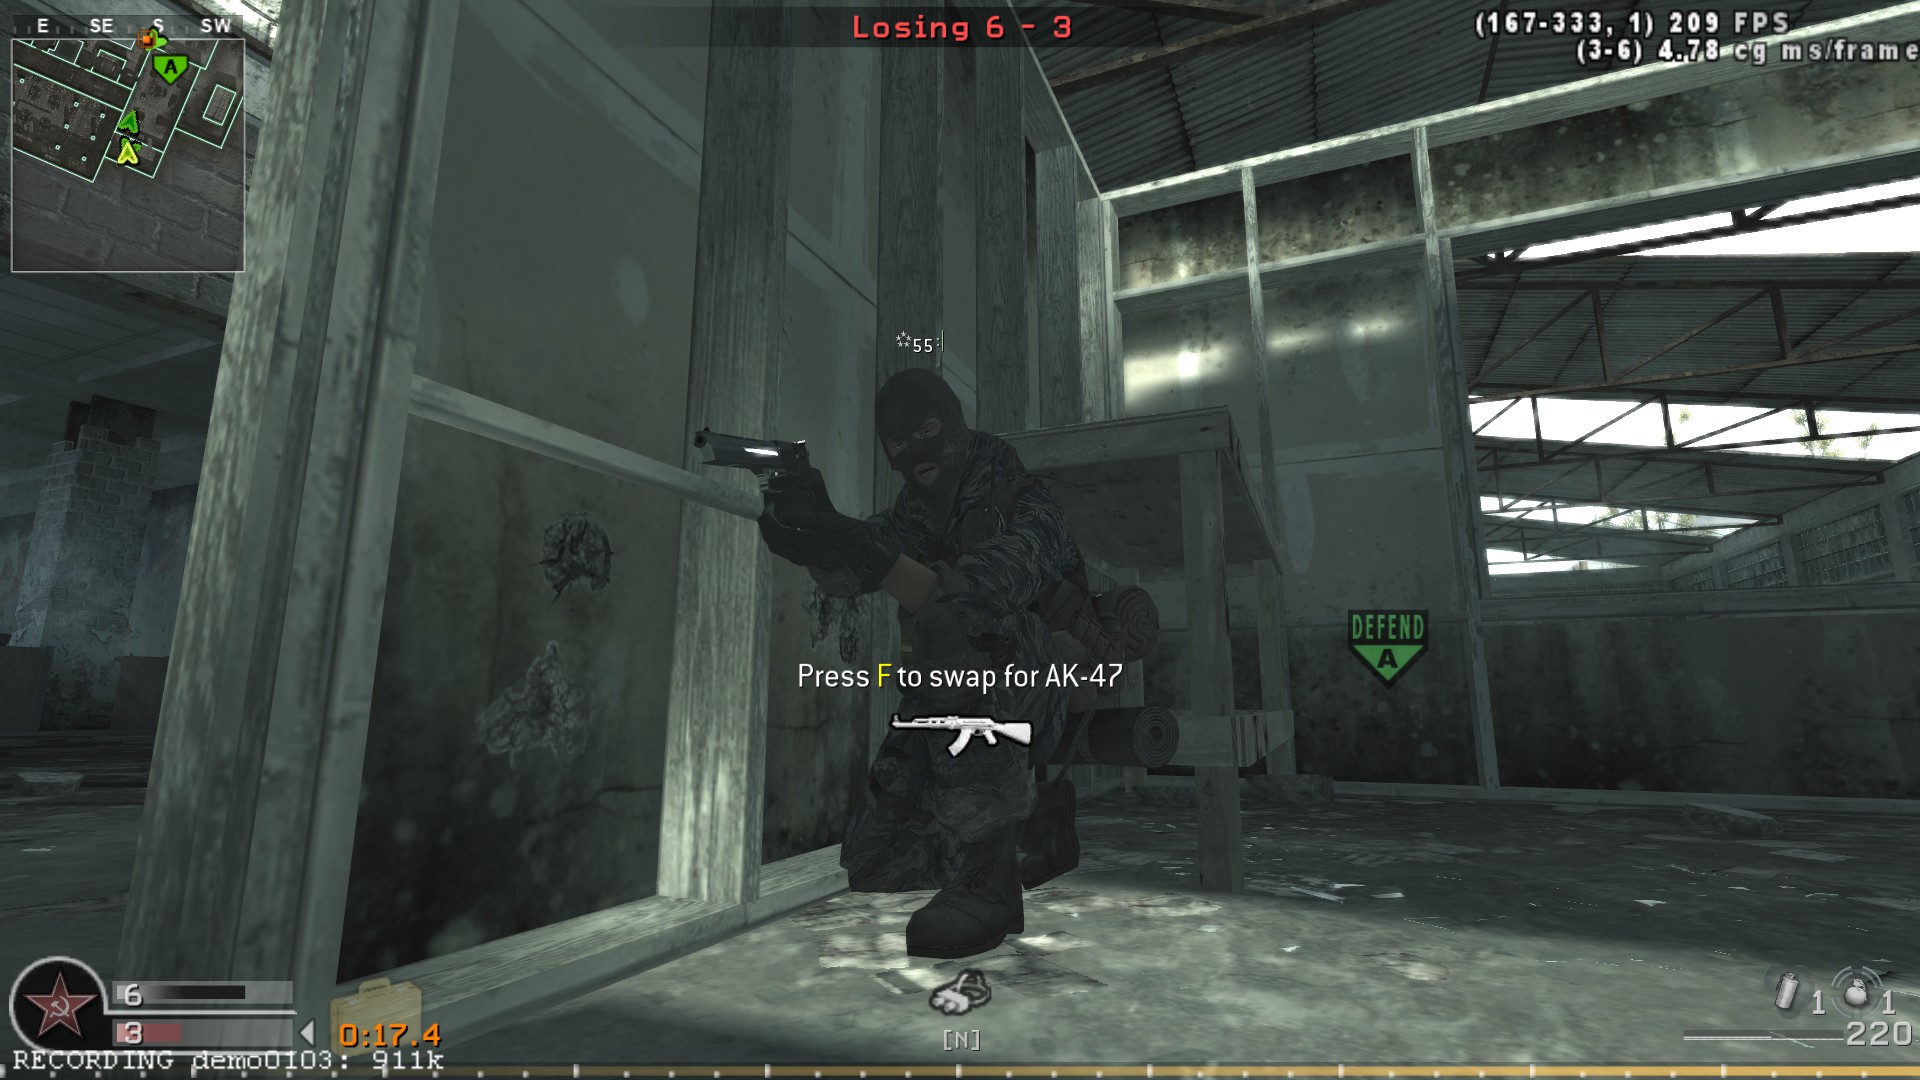 E SE S SW
Losing 6 - 3
(167-333, 1) 209 FPS
(3-6) 4.78 cg ms/frame
A
55
DEFEND
A
Press F to swap for AK-47
6
3
0:17.4
[N]
1 1
220
RECORDING demo0103: 911k